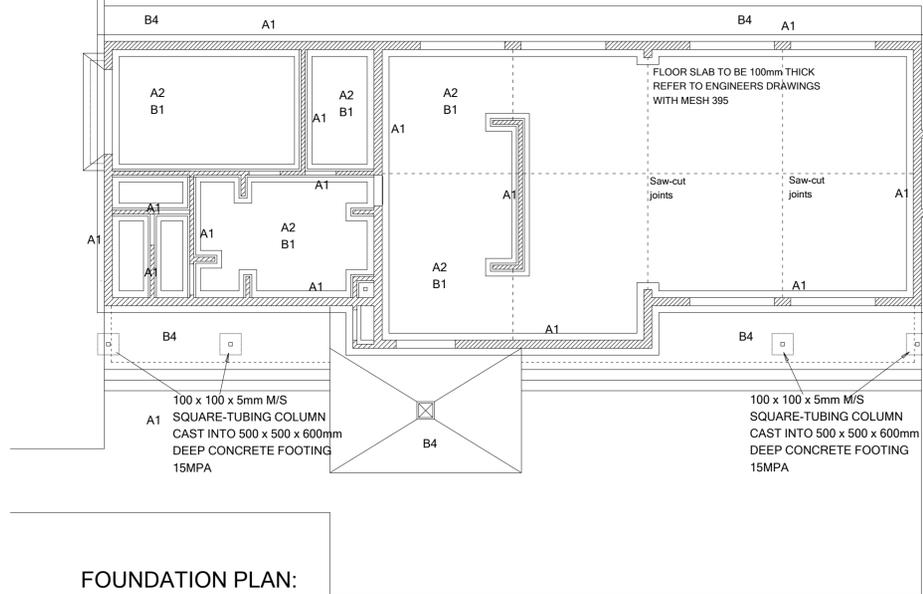 B4
A1
B4
A1
FLOOR SLAB TO BE 100mm THICK
REFER TO ENGINEERS DRAWINGS
WITH MESH 395
A2
B1
A2
B1
A2
B1
A1
A1
A1
Saw-cut
joints
Saw-cut
joints
A1
A1
A1
A1
A1
A2
B1
A1
A1
A2
B1
A1
A1
A1
B4
B4
100 x 100 x 5mm M/S
SQUARE-TUBING COLUMN
CAST INTO 500 x 500 x 600mm
DEEP CONCRETE FOOTING
15MPA
A1
B4
100 x 100 x 5mm M/S
SQUARE-TUBING COLUMN
CAST INTO 500 x 500 x 600mm
DEEP CONCRETE FOOTING
15MPA
FOUNDATION PLAN: